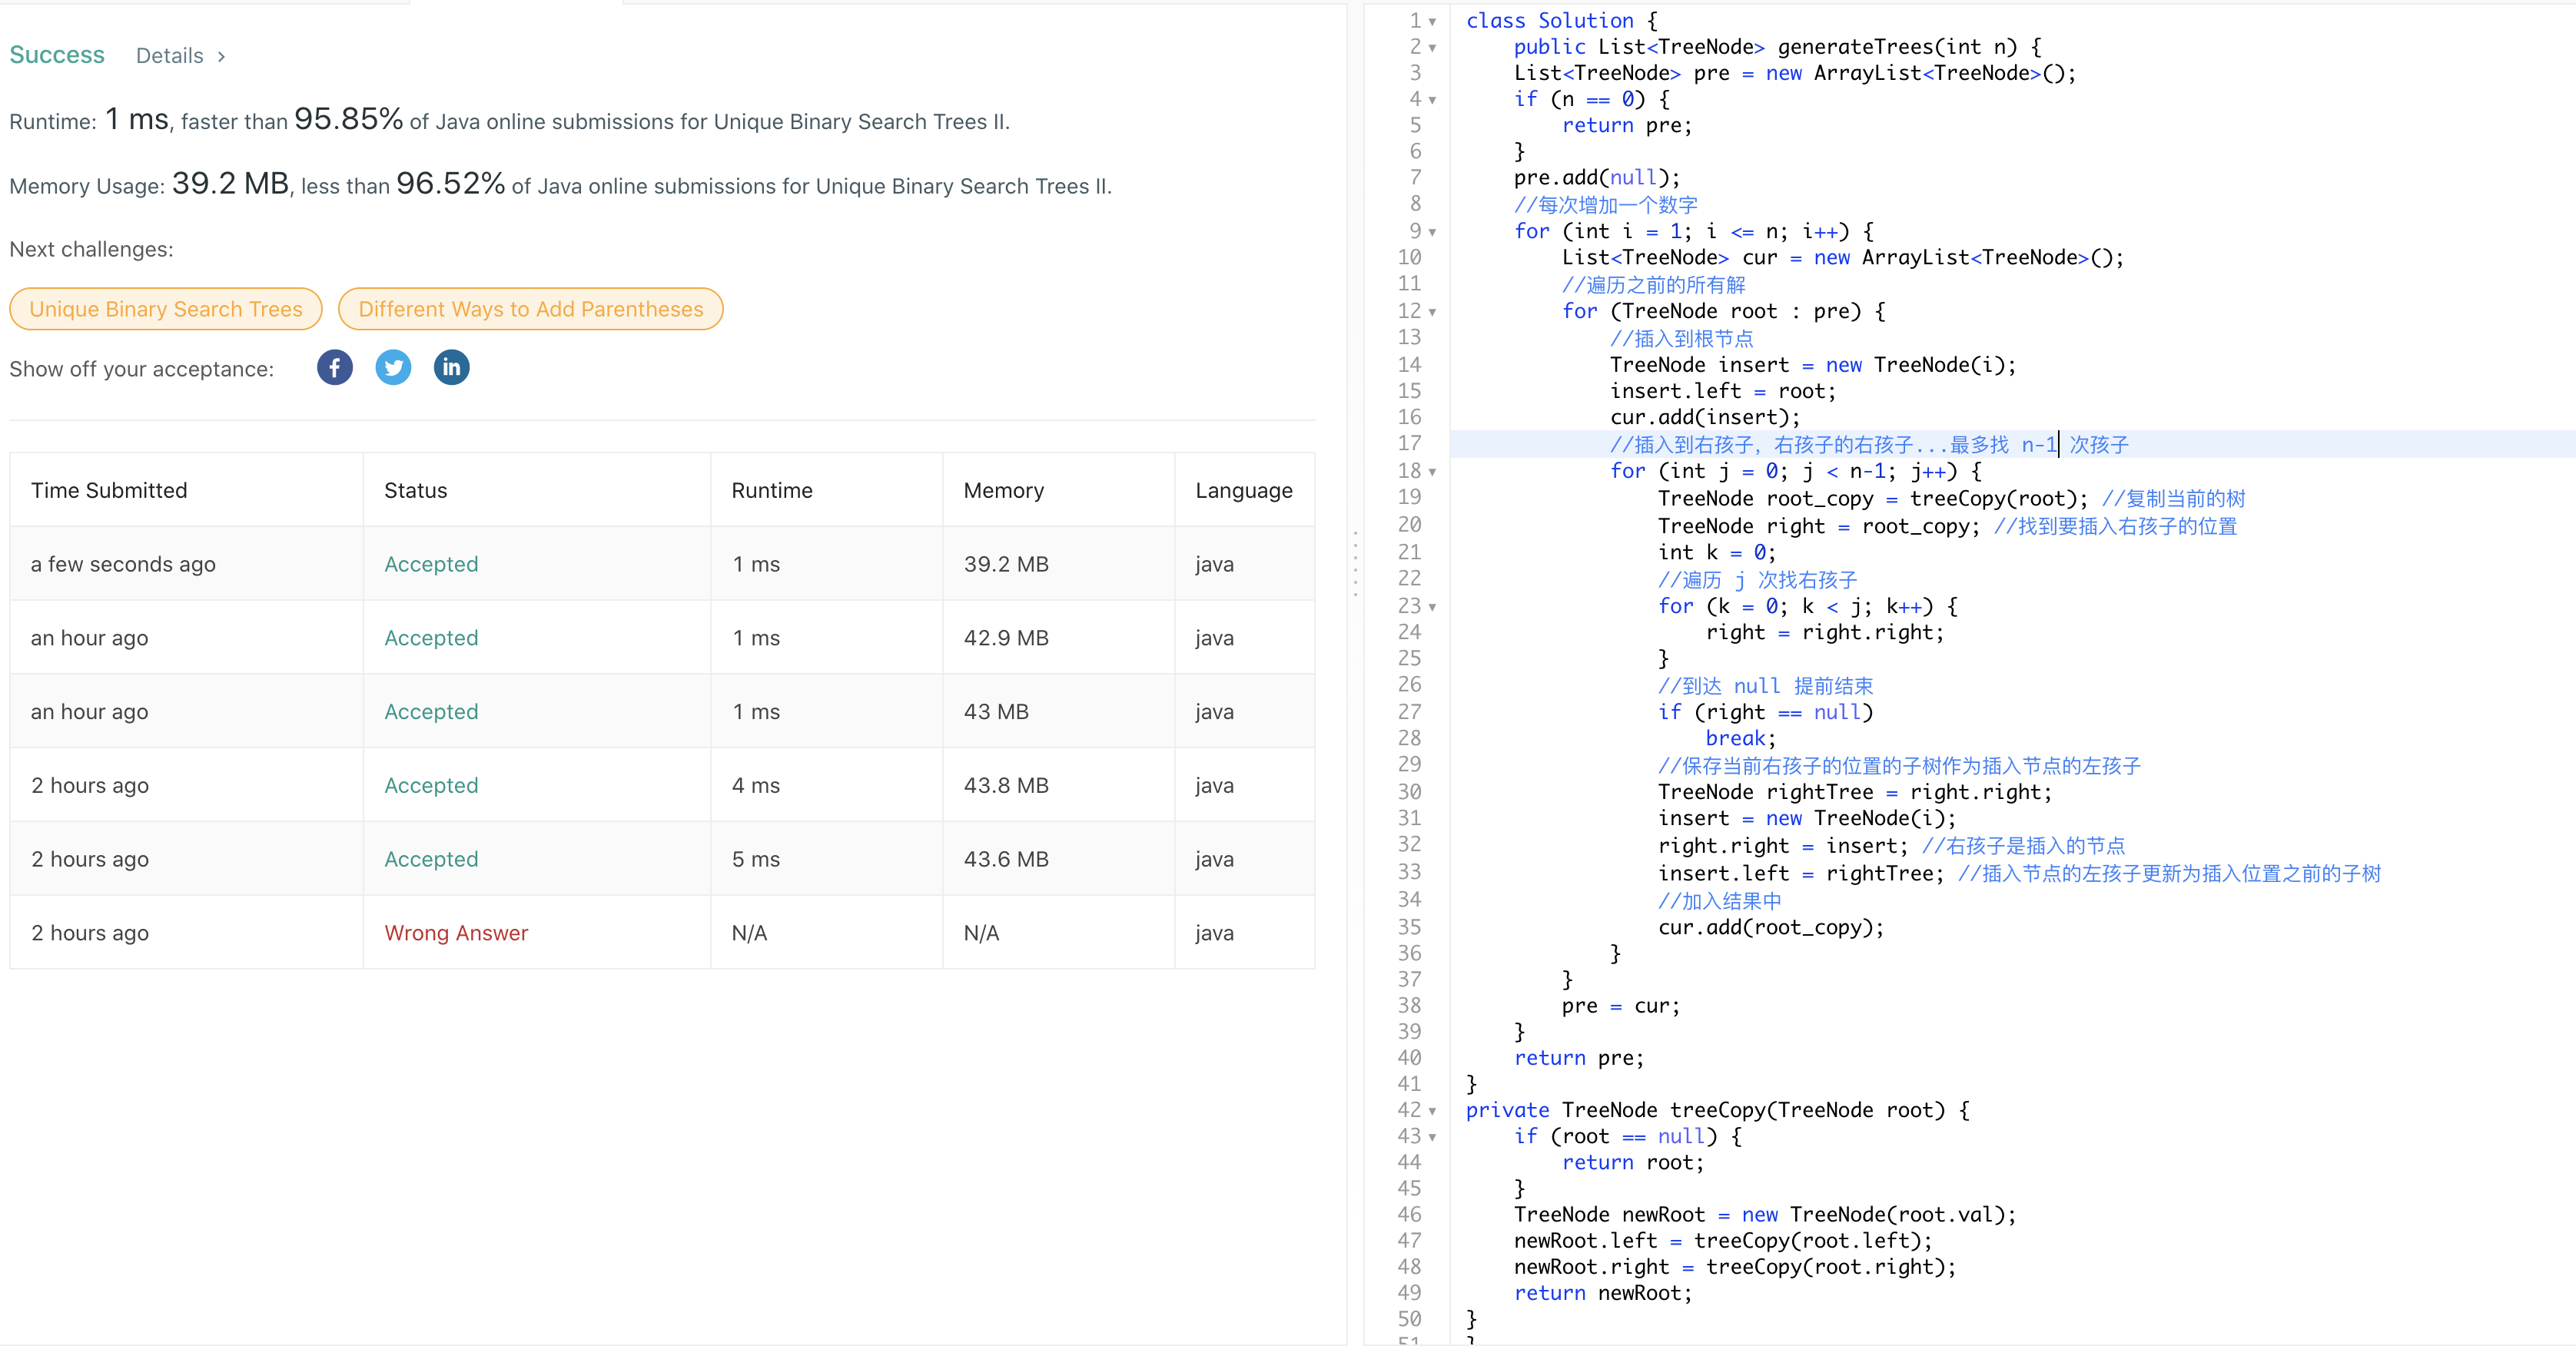 Success Details >
Runtime: 1 ms, faster than 95.85% of Java online submissions for Unique Binary Search Trees II.
Memory Usage: 39.2 MB, less than 96.52% of Java online submissions for Unique Binary Search Trees II.
Next challenges:
Unique Binary Search Trees Different Ways to Add Parentheses
Show off your acceptance:
Time Submitted Status Runtime Memory Language
a few seconds ago Accepted 1 ms 39.2 MB java
an hour ago Accepted 1 ms 42.9 MB java
an hour ago Accepted 1 ms 43 MB java
2 hours ago Accepted 4 ms 43.8 MB java
2 hours ago Accepted 5 ms 43.6 MB java
2 hours ago Wrong Answer N/A N/A java
1 class Solution {
2 public List<TreeNode> generateTrees(int n) {
3 List<TreeNode> pre = new ArrayList<TreeNode>();
4 if (n == 0) {
5 return pre;
6 }
7 pre.add(null);
8 //每次增加一个数字
9 for (int i = 1; i <= n; i++) {
10 List<TreeNode> cur = new ArrayList<TreeNode>();
11 //遍历之前的所有解
12 for (TreeNode root : pre) {
13 //插入到根节点
14 TreeNode insert = new TreeNode(i);
15 insert.left = root;
16 cur.add(insert);
17 //插入到右孩子，右孩子的右孩子...最多找 n-1 次孩子
18 for (int j = 0; j < n-1; j++) {
19 TreeNode root_copy = treeCopy(root); //复制当前的树
20 TreeNode right = root_copy; //找到要插入右孩子的位置
21 int k = 0;
22 //遍历 j 次找右孩子
23 for (k = 0; k < j; k++) {
24 right = right.right;
25 }
26 //到达 null 提前结束
27 if (right == null)
28 break;
29 //保存当前右孩子的位置的子树作为插入节点的左孩子
30 TreeNode rightTree = right.right;
31 insert = new TreeNode(i);
32 right.right = insert; //右孩子是插入的节点
33 insert.left = rightTree; //插入节点的左孩子更新为插入位置之前的子树
34 //加入结果中
35 cur.add(root_copy);
36 }
37 }
38 pre = cur;
39 }
40 return pre;
41 }
42 private TreeNode treeCopy(TreeNode root) {
43 if (root == null) {
44 return root;
45 }
46 TreeNode newRoot = new TreeNode(root.val);
47 newRoot.left = treeCopy(root.left);
48 newRoot.right = treeCopy(root.right);
49 return newRoot;
50 }
51 }